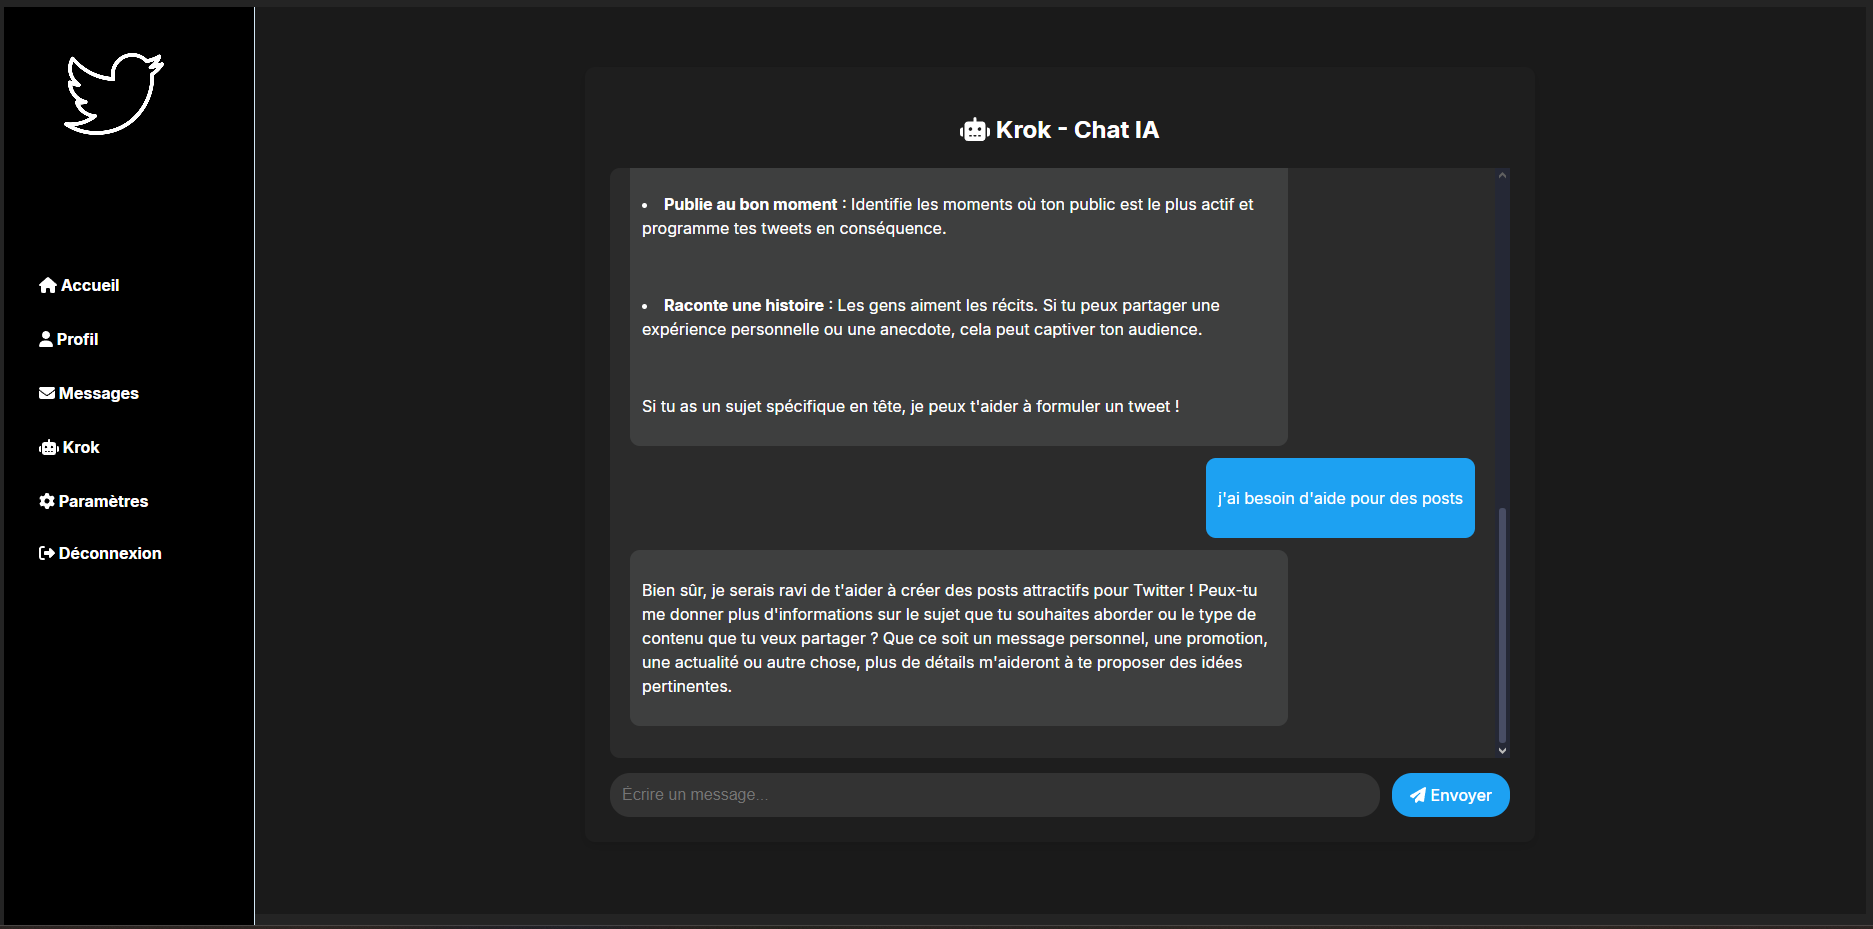 Accueil
Profil
Messages
Krok
Paramètres
Déconnexion
Krok - Chat IA
• Publie au bon moment : Identifie les moments où ton public est le plus actif et
programme tes tweets en conséquence.
• Raconte une histoire : Les gens aiment les récits. Si tu peux partager une
expérience personnelle ou une anecdote, cela peut captiver ton audience.
Si tu as un sujet spécifique en tête, je peux t'aider à formuler un tweet !
j'ai besoin d'aide pour des posts
Bien sûr, je serais ravi de t'aider à créer des posts attractifs pour Twitter ! Peux-tu
me donner plus d'informations sur le sujet que tu souhaites aborder ou le type de
contenu que tu veux partager ? Que ce soit un message personnel, une promotion,
une actualité ou autre chose, plus de détails m'aideront à te proposer des idées
pertinentes.
Écrire un message...
Envoyer